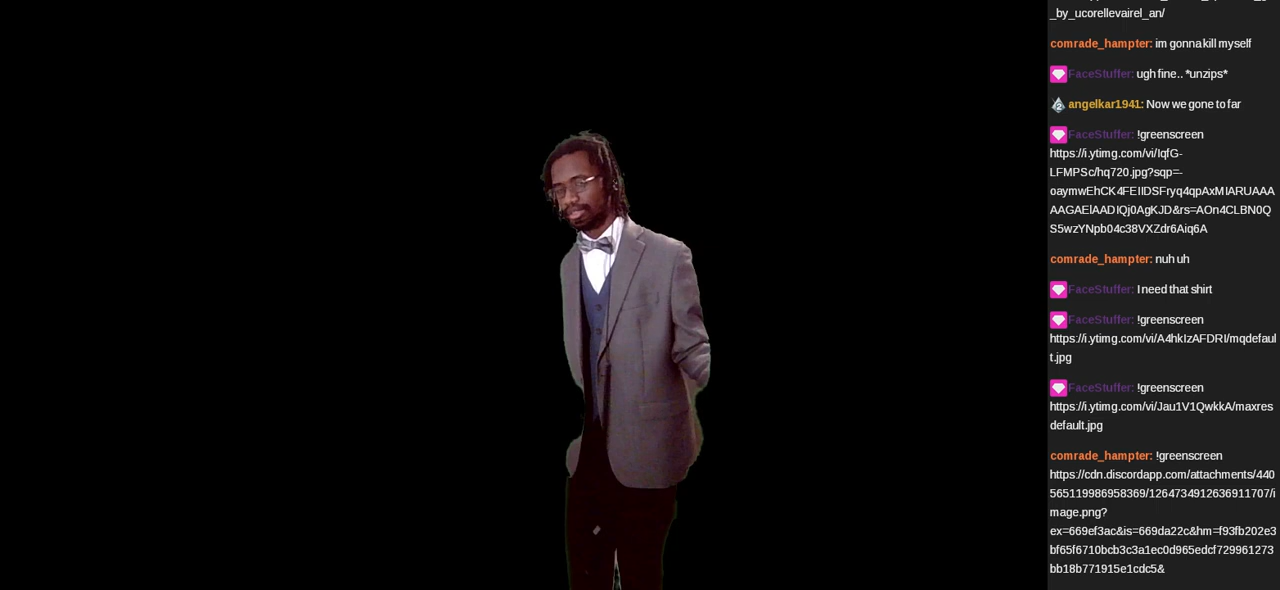 _by_ucorellevairel_an/
comrade_hampter: im gonna kill myself
FaceStuffer: ugh fine.. *unzips*
2 angelkar1941: Now we gone to far
FaceStuffer: !greenscreen
https://i.ytimg.com/vi/IqfG-
LFMPSc/hq720.jpg?sqp=-
oaymwEhCK4FEIIDSFryq4qpAxMIARUAAA
AAGAElAADIQj0AgKJD&rs=AOn4CLBN0Q
S5wzYNpb04c38VXZdr6Aiq6A
comrade_hampter: nuh uh
FaceStuffer: I need that shirt
FaceStuffer: !greenscreen
https://i.ytimg.com/vi/A4hkIzAFDRI/mqdefaul
t.jpg
FaceStuffer: !greenscreen
https://i.ytimg.com/vi/Jau1V1QwkkA/maxres
default.jpg
comrade_hampter: !greenscreen
https://cdn.discordapp.com/attachments/440
565119986958369/1264734912636911707/i
mage.png?
ex=669ef3ac&is=669da22c&hm=f93fb202e3
bf65f6710bcb3c3a1ec0d965edcf729961273
bb18b771915e1cdc5&